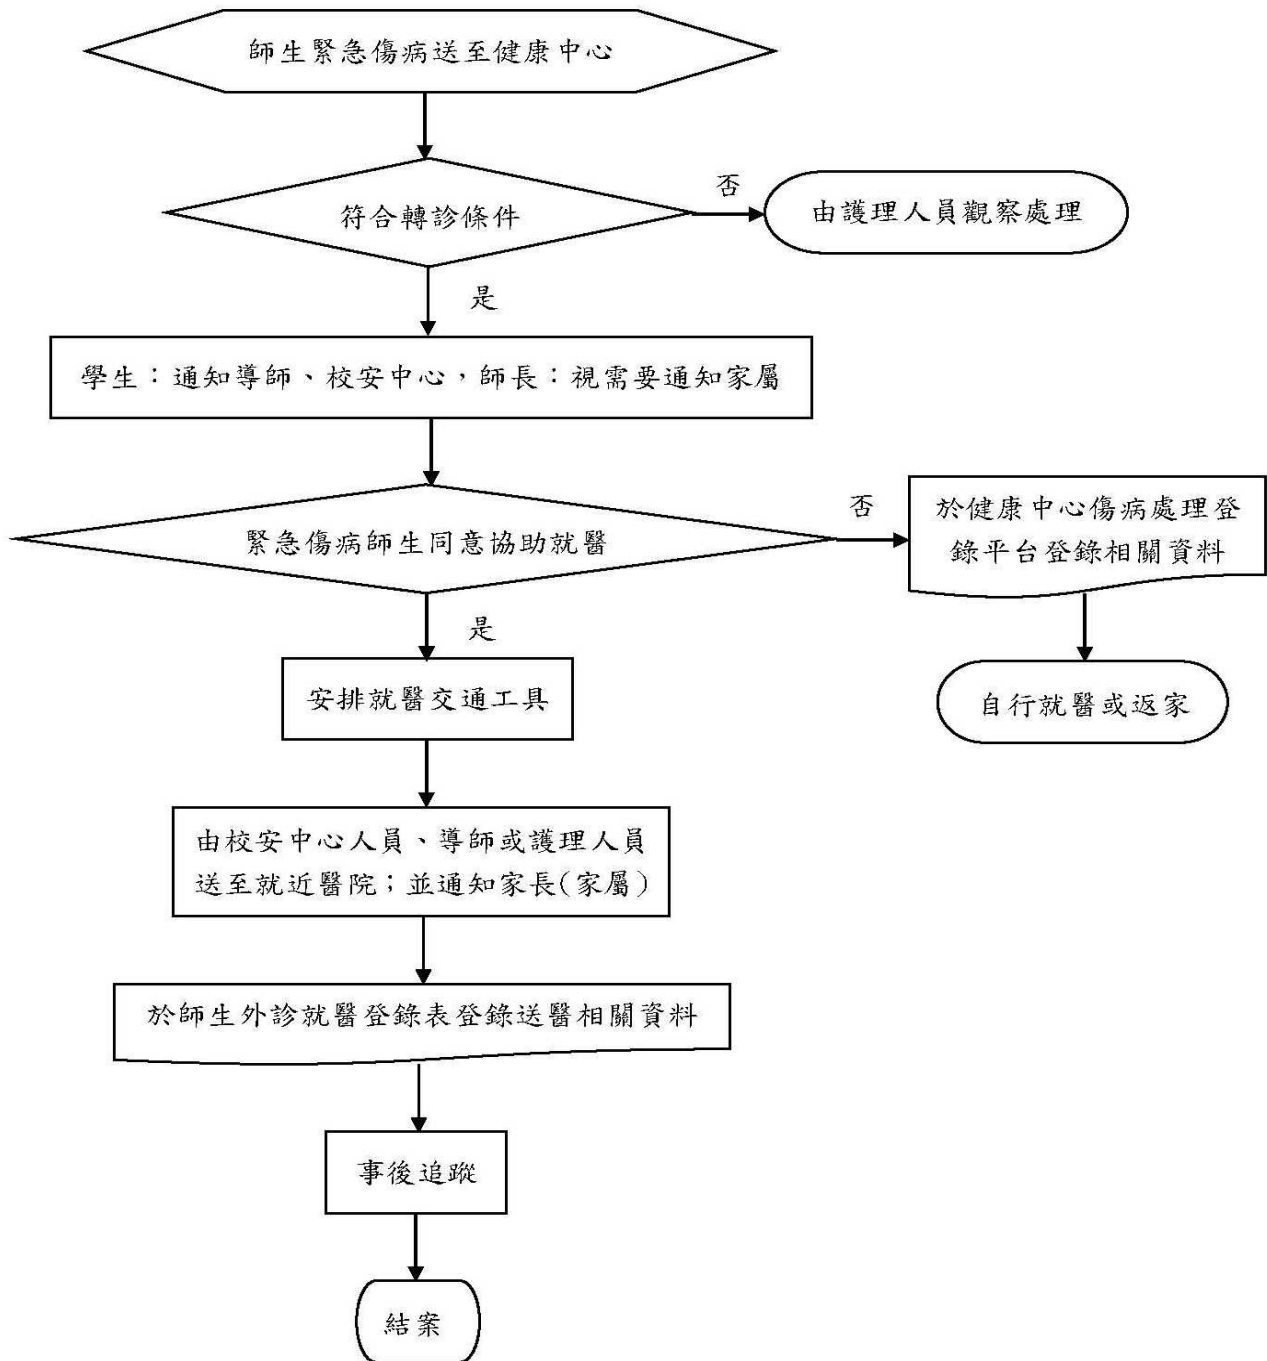 師生緊急傷病送至健康中心
符合轉診條件
否
由護理人員觀察處理
是
學生：通知導師、校安中心，師長：視需要通知家屬
緊急傷病師生同意協助就醫
否
於健康中心傷病處理登
錄平台登錄相關資料
是
安排就醫交通工具
自行就醫或返家
由校安中心人員、導師或護理人員
送至就近醫院；並通知家長(家屬)
於師生外診就醫登錄表登錄送醫相關資料
事後追蹤
結案